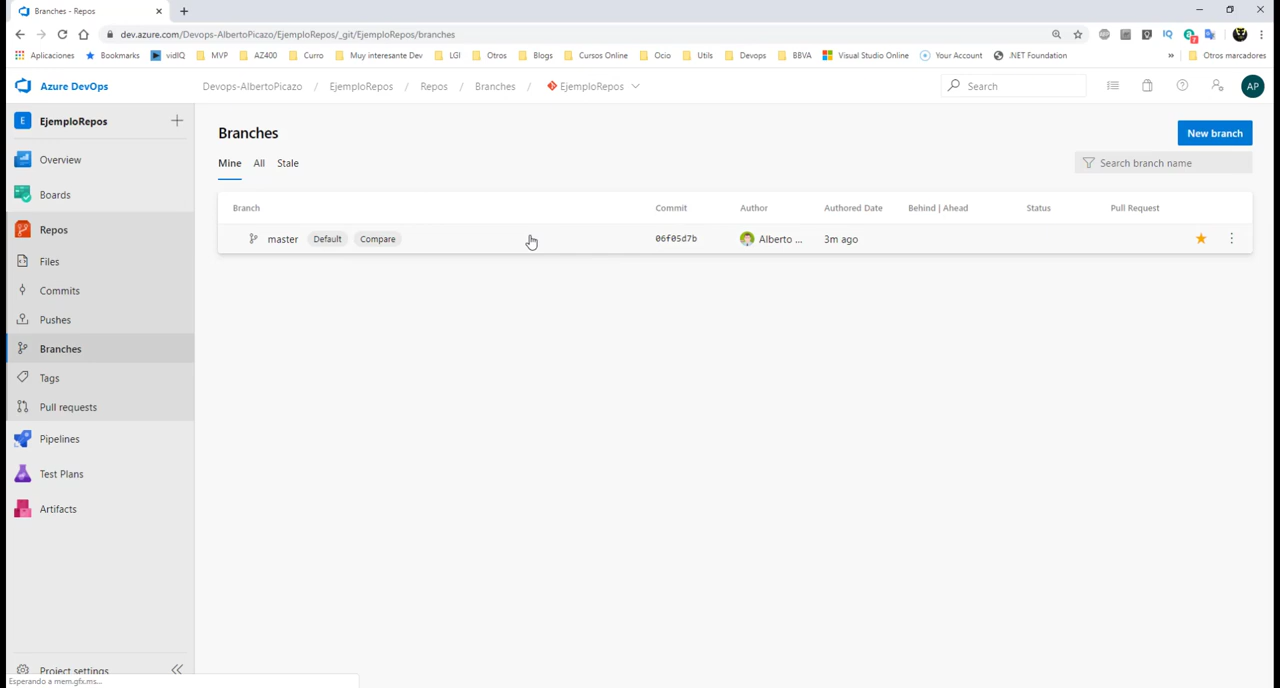 Branches - Repos
dev.azure.com/Devops-AlbertoPicazo/EjemploRepos/_git/EjemploRepos/branches
Aplicaciones Bookmarks vidIQ MVP AZ400 Curro Muy interesante Dev LGI Otros Blogs Cursos Online Ocio Utils Devops BBVA Visual Studio Online Your Account .NET Foundation » Otros marcadores
Azure DevOps Devops-AlbertoPicazo / EjemploRepos / Repos / Branches / EjemploRepos Search AP
E EjemploRepos
Overview
Boards
Repos
Files
Commits
Pushes
Branches
Tags
Pull requests
Pipelines
Test Plans
Artifacts
Project settings
Esperando a mem.gfx.ms...
Branches
New branch
Mine All Stale
Search branch name
Branch Commit Author Authored Date Behind | Ahead Status Pull Request
master Default Compare 06f05d7b Alberto ... 3m ago